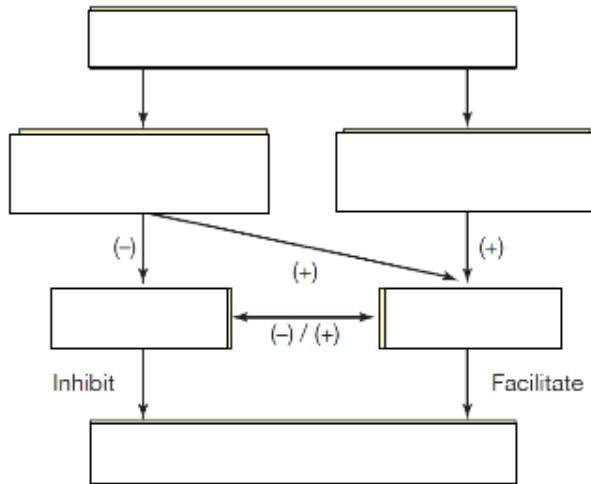 (–)
(+)
(+)
(–) / (+)
Inhibit
Facilitate